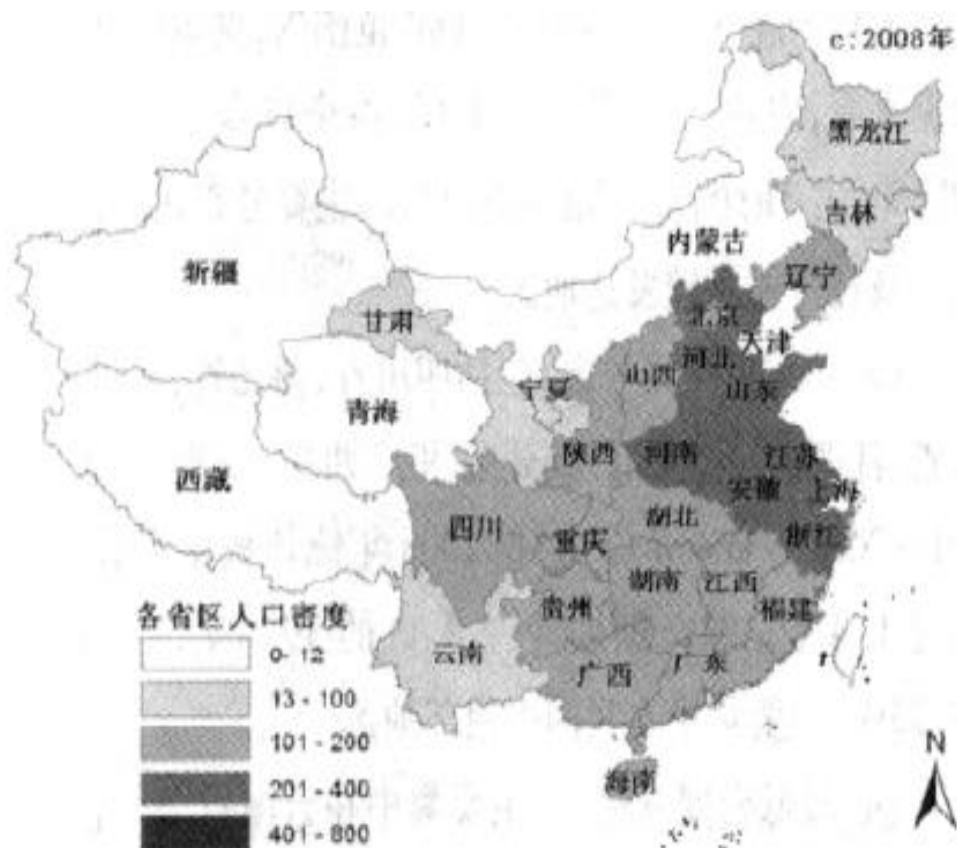 c:2008年
黑龙江
吉林
内蒙古
辽宁
新疆
北京
甘肃
天津
河北
山西
山东
宁夏
青海
陕西
河南
江苏
西藏
安徽
上海
四川
湖北
浙江
重庆
湖南
江西
贵州
福建
云南
广西
广东
海南
各省区人口密度
0-12
13-100
101-200
201-400
401-800
N